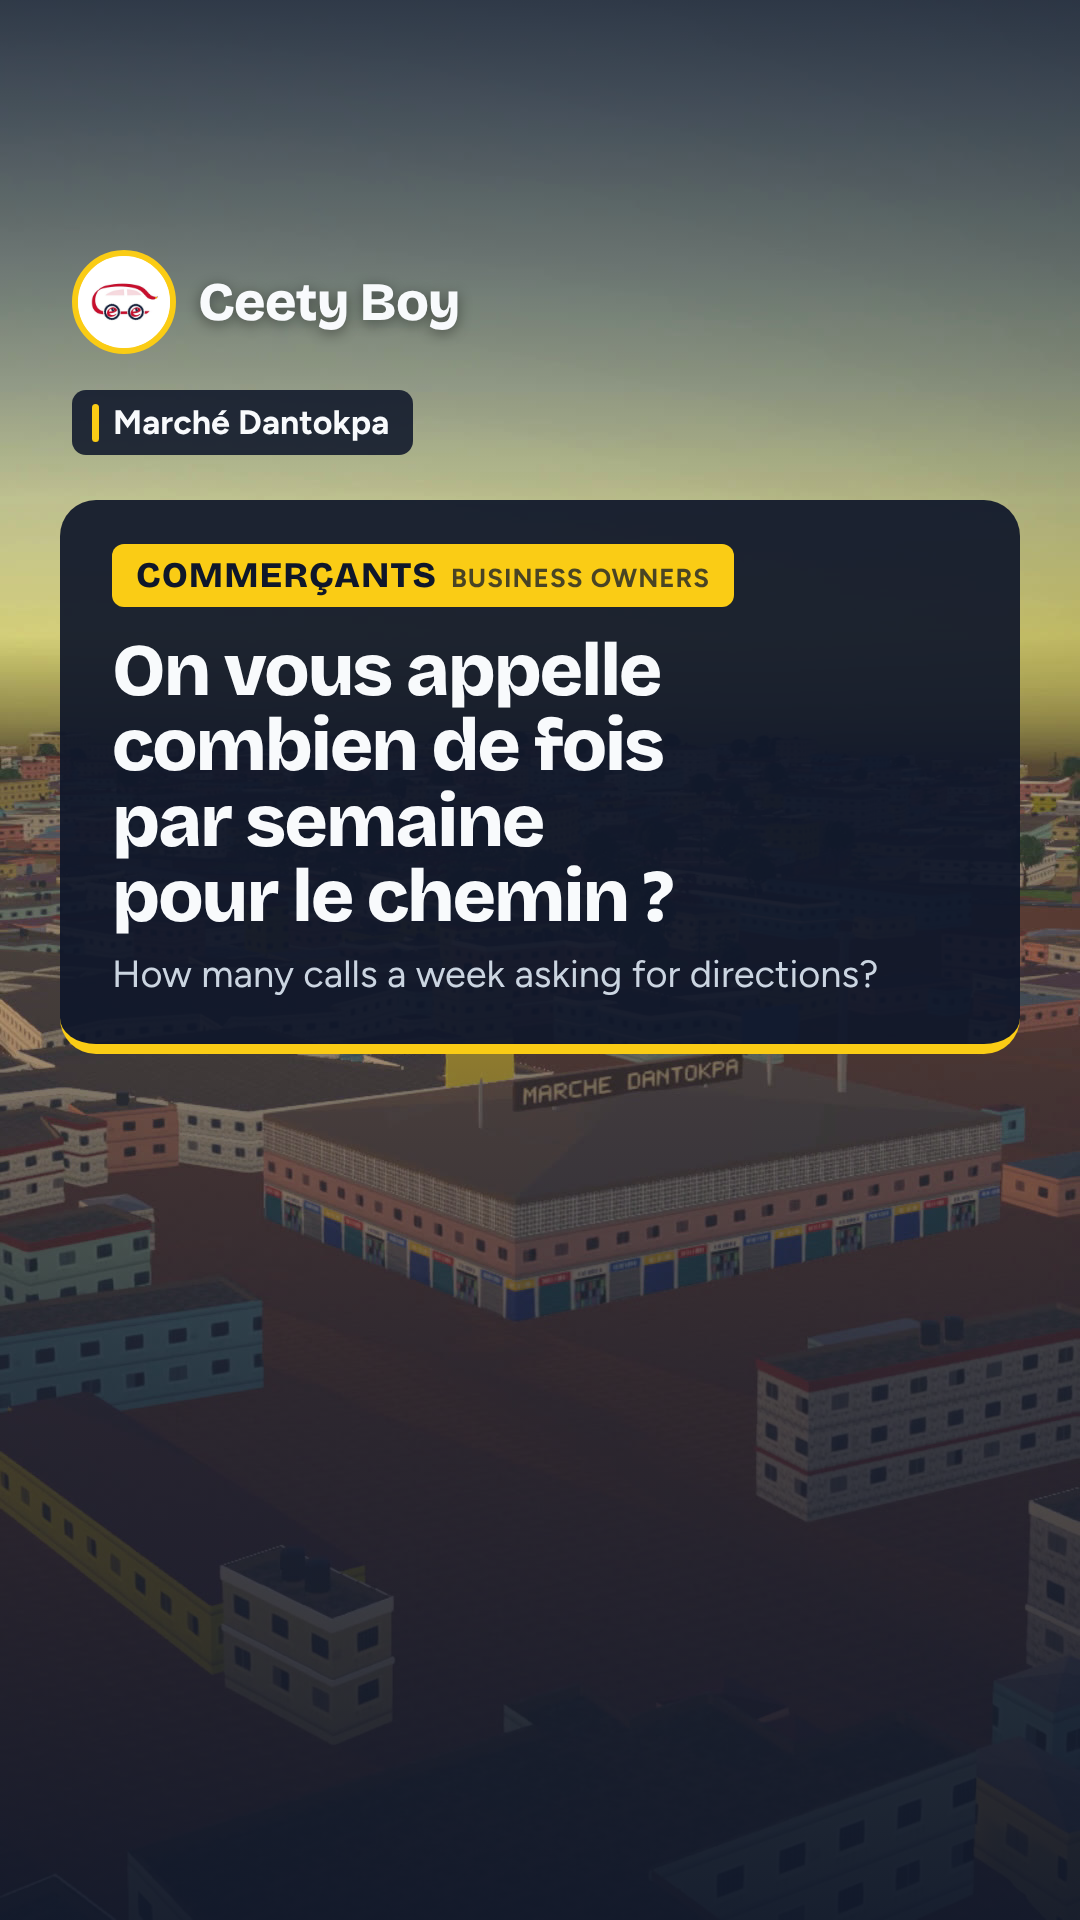 Ceety Boy
Marché Dantokpa
COMMERÇANTS BUSINESS OWNERS
On vous appelle
combien de fois
par semaine
pour le chemin ?
How many calls a week asking for directions?
MARCHE DANTOKPA